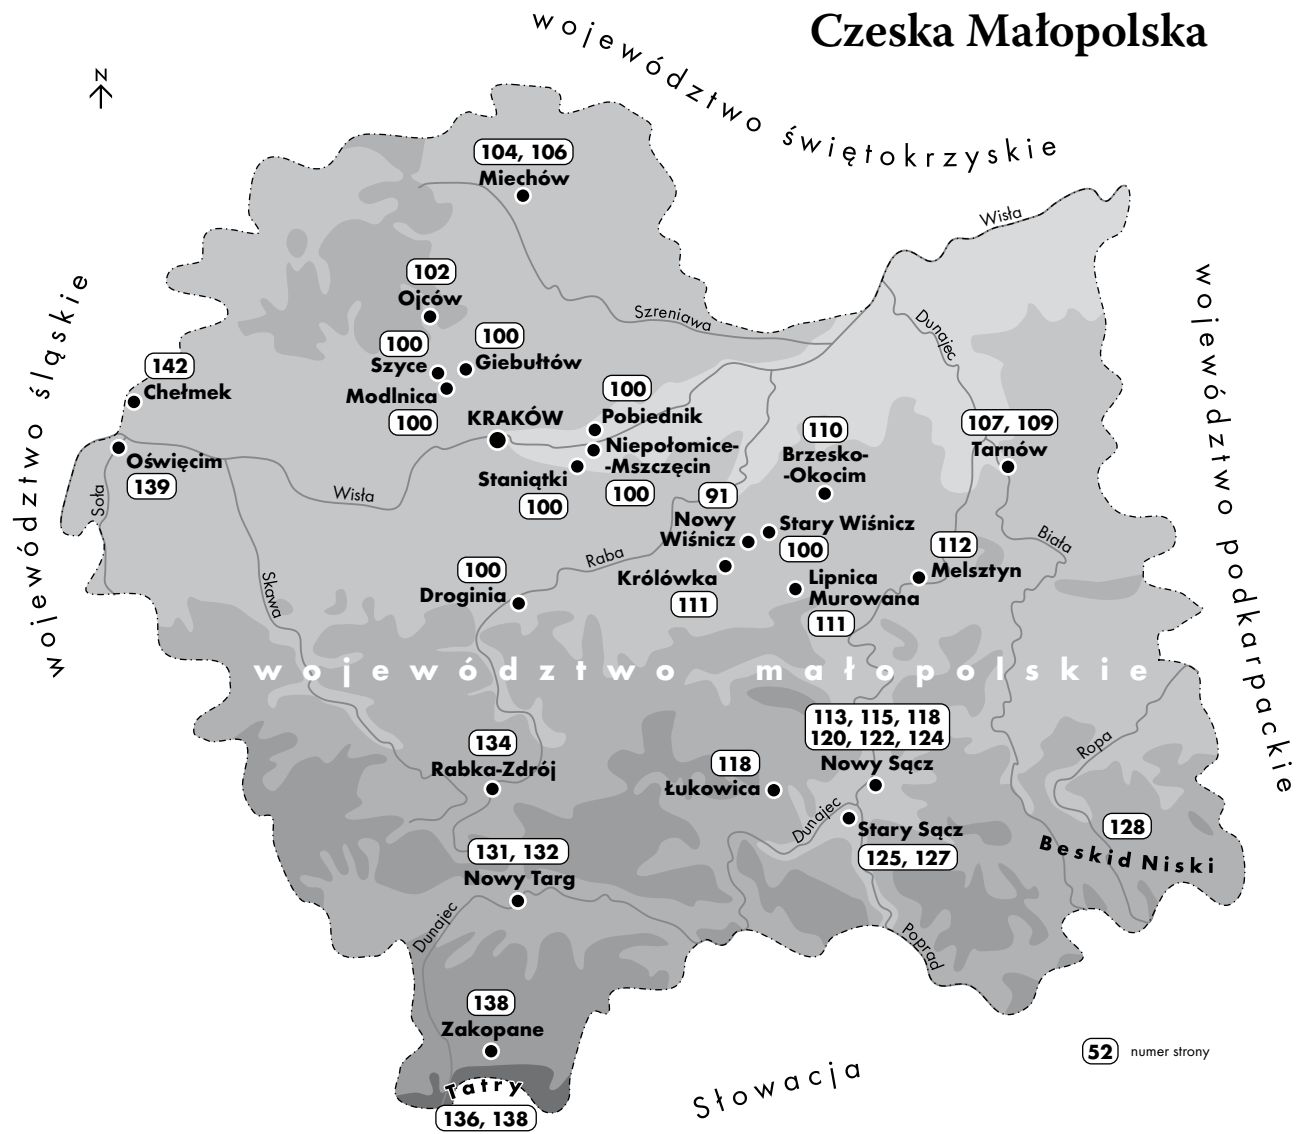 Czeska Małopolska
województwo świętokrzyskie
N
104, 106
Miechów
Wisła
102
Ojców
województwo śląskie
województwo podkarpackie
Szreniawa
Dunajec
100
Giebułtów
100
Szyce
142
Chełmek
Modlnica
100
100
Pobiednik
KRAKÓW
107, 109
Tarnów
110
Brzesko-
-Okocim
Niepołomice-
-Mszczęcin
100
Oświęcim
139
Staniątki
100
Wisła
Soła
91
Nowy
Wiśnicz
Stary Wiśnicz
100
112
Melsztyn
Biała
Raba
Skawa
100
Droginia
Królówka
111
Lipnica
Murowana
111
województwo małopolskie
113, 115, 118
120, 122, 124
Nowy Sącz
134
Rabka-Zdrój
118
Łukowica
Ropa
Dunajec
Stary Sącz
125, 127
128
Beskid Niski
131, 132
Nowy Targ
Dunajec
Poprad
138
Zakopane
Tatry
136, 138
Słowacja
52 numer strony